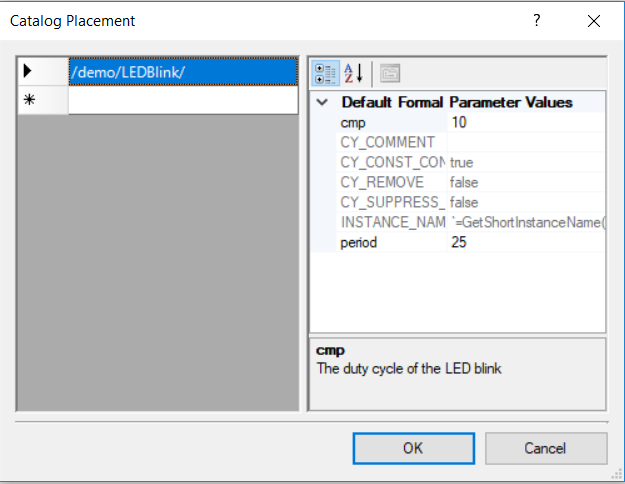 Catalog Placement
?
/demo/LEDBlink/
Default Formal Parameter Values
cmp 10
CY_COMMENT
CY_CONST_CON true
CY_REMOVE false
CY_SUPPRESS_ false
INSTANCE_NAM `=GetShortInstanceName(
period 25
cmp
The duty cycle of the LED blink
OK Cancel